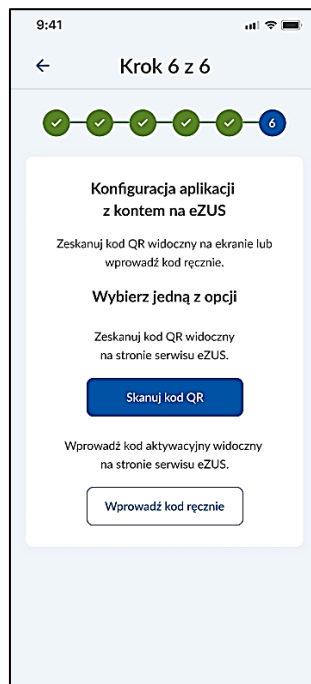 9:41
Krok 6 z 6
6
Konfiguracja aplikacji
z kontem na eZUS
Zeskanuj kod QR widoczny na ekranie lub
wprowadź kod ręcznie.
Wybierz jedną z opcji
Zeskanuj kod QR widoczny
na stronie serwisu eZUS.
Skanuj kod QR
Wprowadź kod aktywacyjny widoczny
na stronie serwisu eZUS.
Wprowadź kod ręcznie